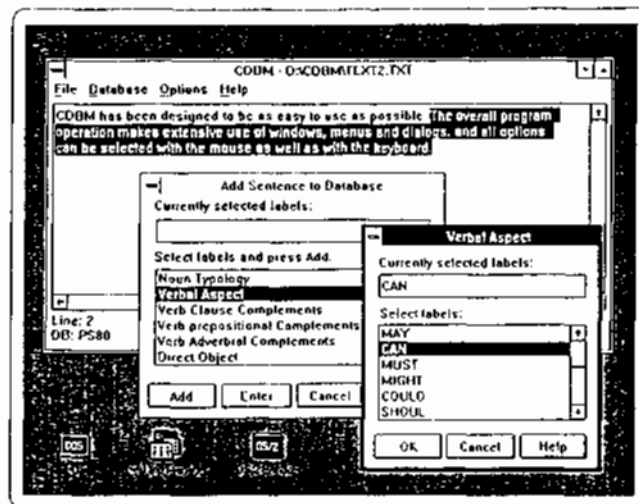 CDBM - D:\CDBM\TEXT2.TXT
File Database Options Help
CDBM has been designed to be as easy to use as possible. The overall program
operation makes extensive use of windows, menus and dialogs, and all options
can be selected with the mouse as well as with the keyboard.
Add Sentence to Database
Currently selected labels:
Select labels and press Add.
Noun Typology
Verbal Aspect
Verb Clause Complements
Verb prepositional Complements
Verb Adverbial Complements
Direct Object
Add Enter Cancel
Verbal Aspect
Currently selected labels:
CAN
Select labels:
MAY
CAN
MUST
MIGHT
COULD
SHOUL
OK Cancel Help
Line: 2
DB: PS80
DOS
OS/2